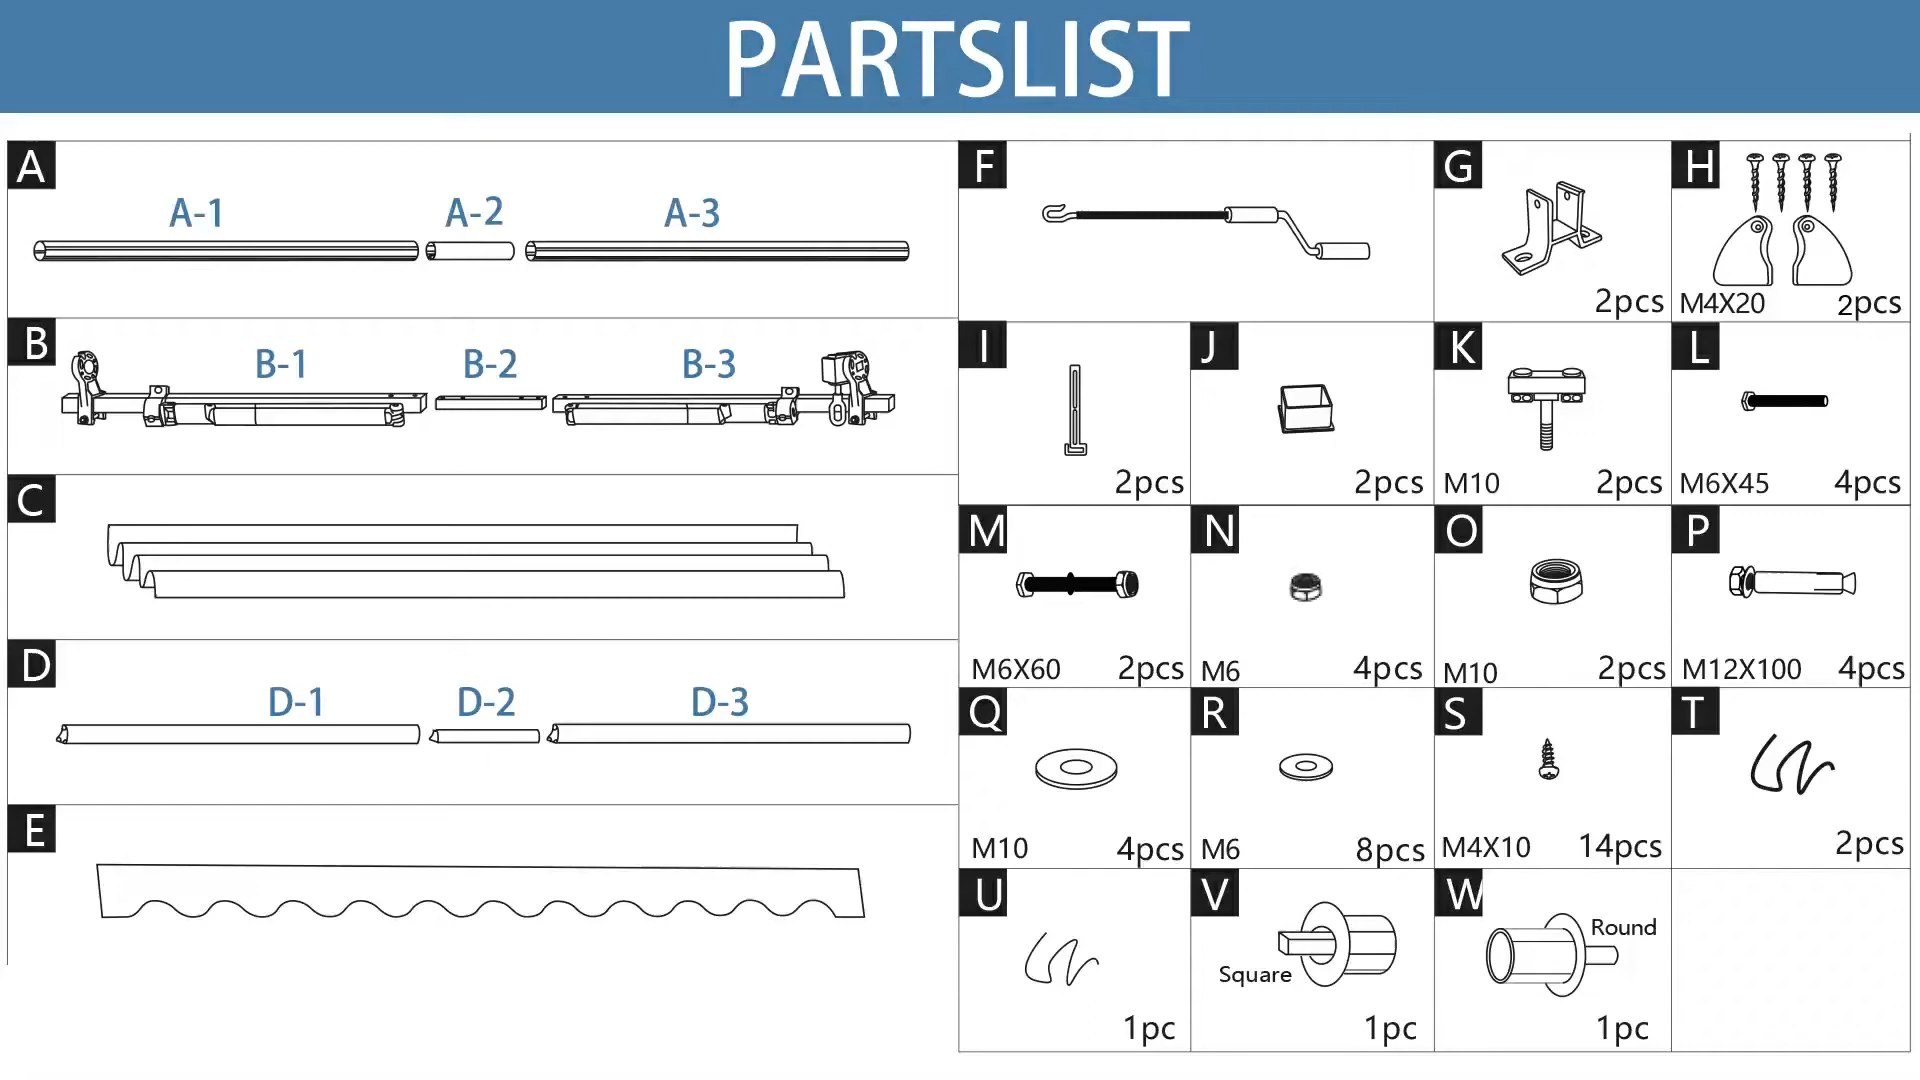 PARTSLIST
A
A-1 A-2 A-3
B
B-1 B-2 B-3
C
D
D-1 D-2 D-3
E
F
G
2pcs
H
M4X20 2pcs
I
2pcs
J
2pcs
K
M10 2pcs
L
M6X45 4pcs
M
M6X60 2pcs
N
M6 4pcs
O
M10 2pcs
P
M12X100 4pcs
Q
M10 4pcs
R
M6 8pcs
S
M4X10 14pcs
T
2pcs
U
1pc
V
Square
1pc
W
Round
1pc